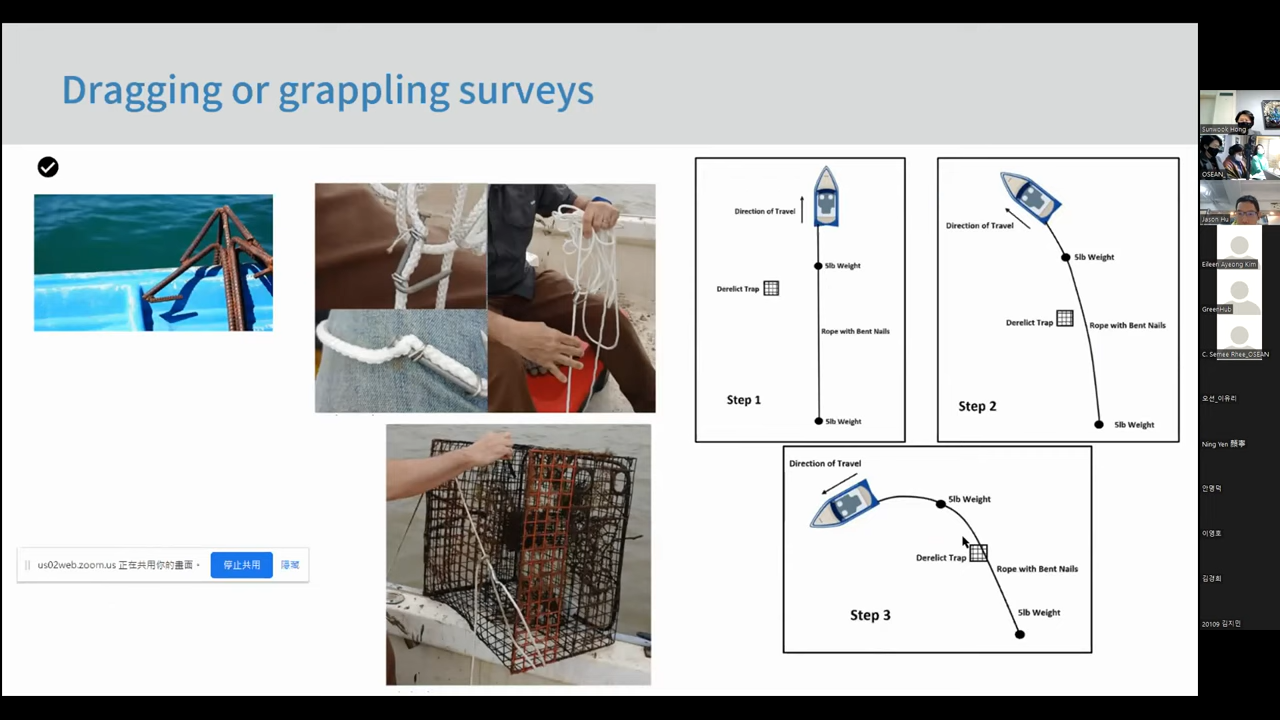 Dragging or grappling surveys
Direction of Travel
5lb Weight
Derelict Trap
Rope with Bent Nails
Step 1
5lb Weight
Direction of Travel
5lb Weight
Derelict Trap
Rope with Bent Nails
Step 2
5lb Weight
Direction of Travel
5lb Weight
Derelict Trap
Rope with Bent Nails
Step 3
5lb Weight
us02web.zoom.us 正在共用你的畫面。
停止共用
隱藏
Sunwook Hong
OSEAN_
Jason Hu
Eileen Ayeong Kim
GreenHub
C. Semee Rhee_OSEAN
오션_이유리
Ning Yen 顏寧
안명덕
이영호
김경희
20109 김지민